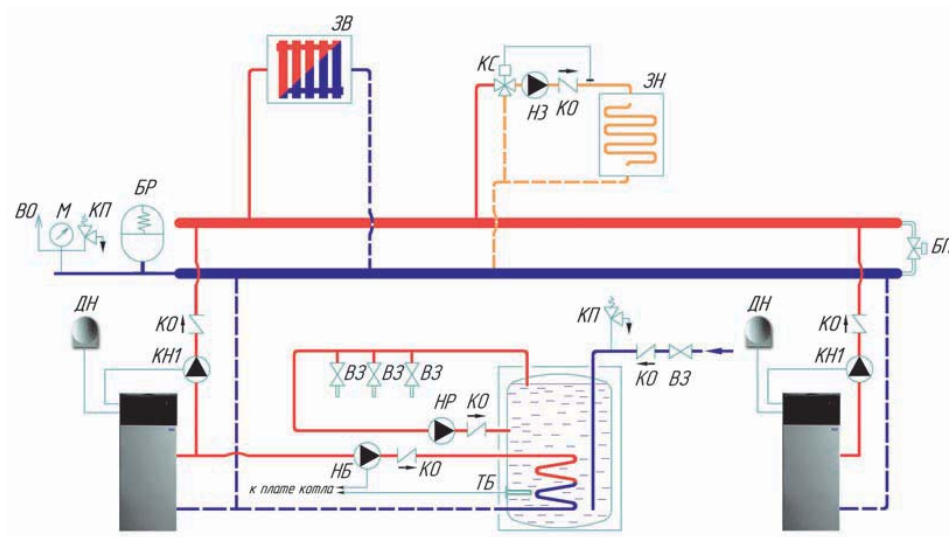 ЗВ
КС
НЗ
КО
ЗН
ВО
М
КП
БР
БП
ДН
КО
КН1
ВЗ
ВЗ
ВЗ
НР
КО
КП
КО
ВЗ
ДН
КО
КН1
НБ
КО
ТБ
к плате котла